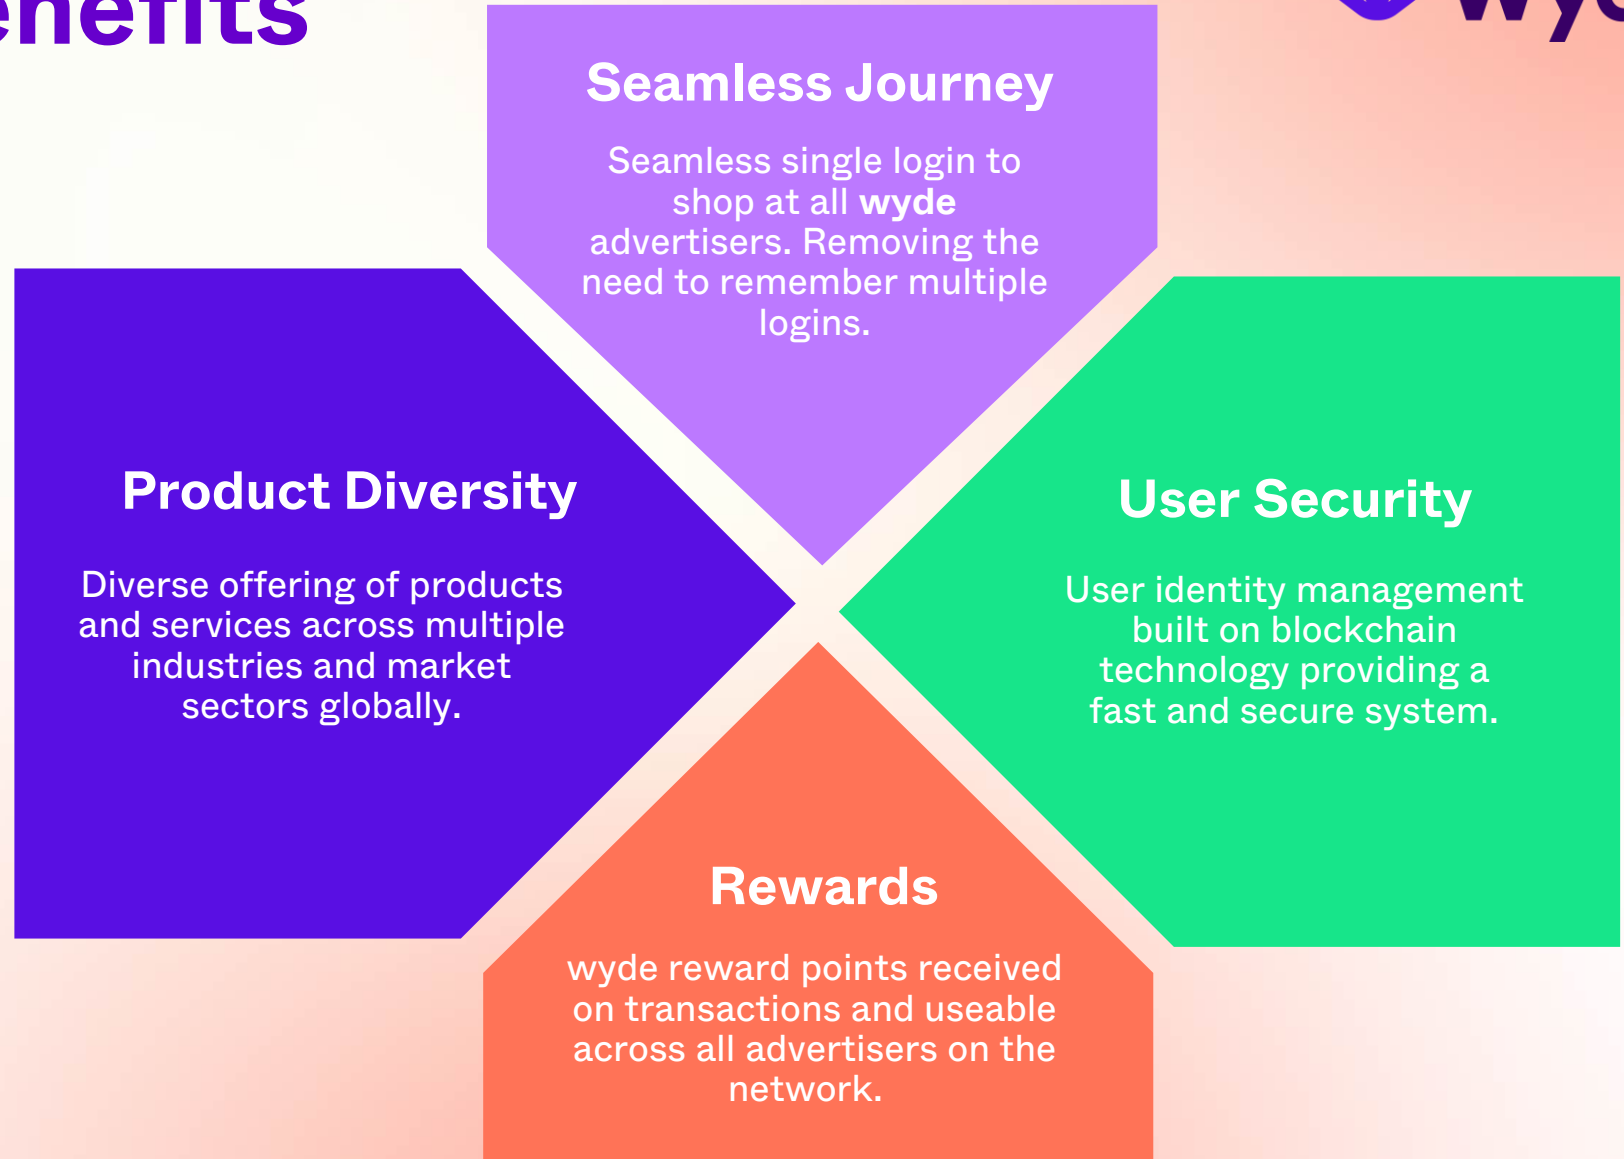 enefits
wyd
Seamless Journey
Seamless single login to
shop at all wyde
advertisers. Removing the
need to remember multiple
logins.
Product Diversity
Diverse offering of products
and services across multiple
industries and market
sectors globally.
User Security
User identity management
built on blockchain
technology providing a
fast and secure system.
Rewards
wyde reward points received
on transactions and useable
across all advertisers on the
network.